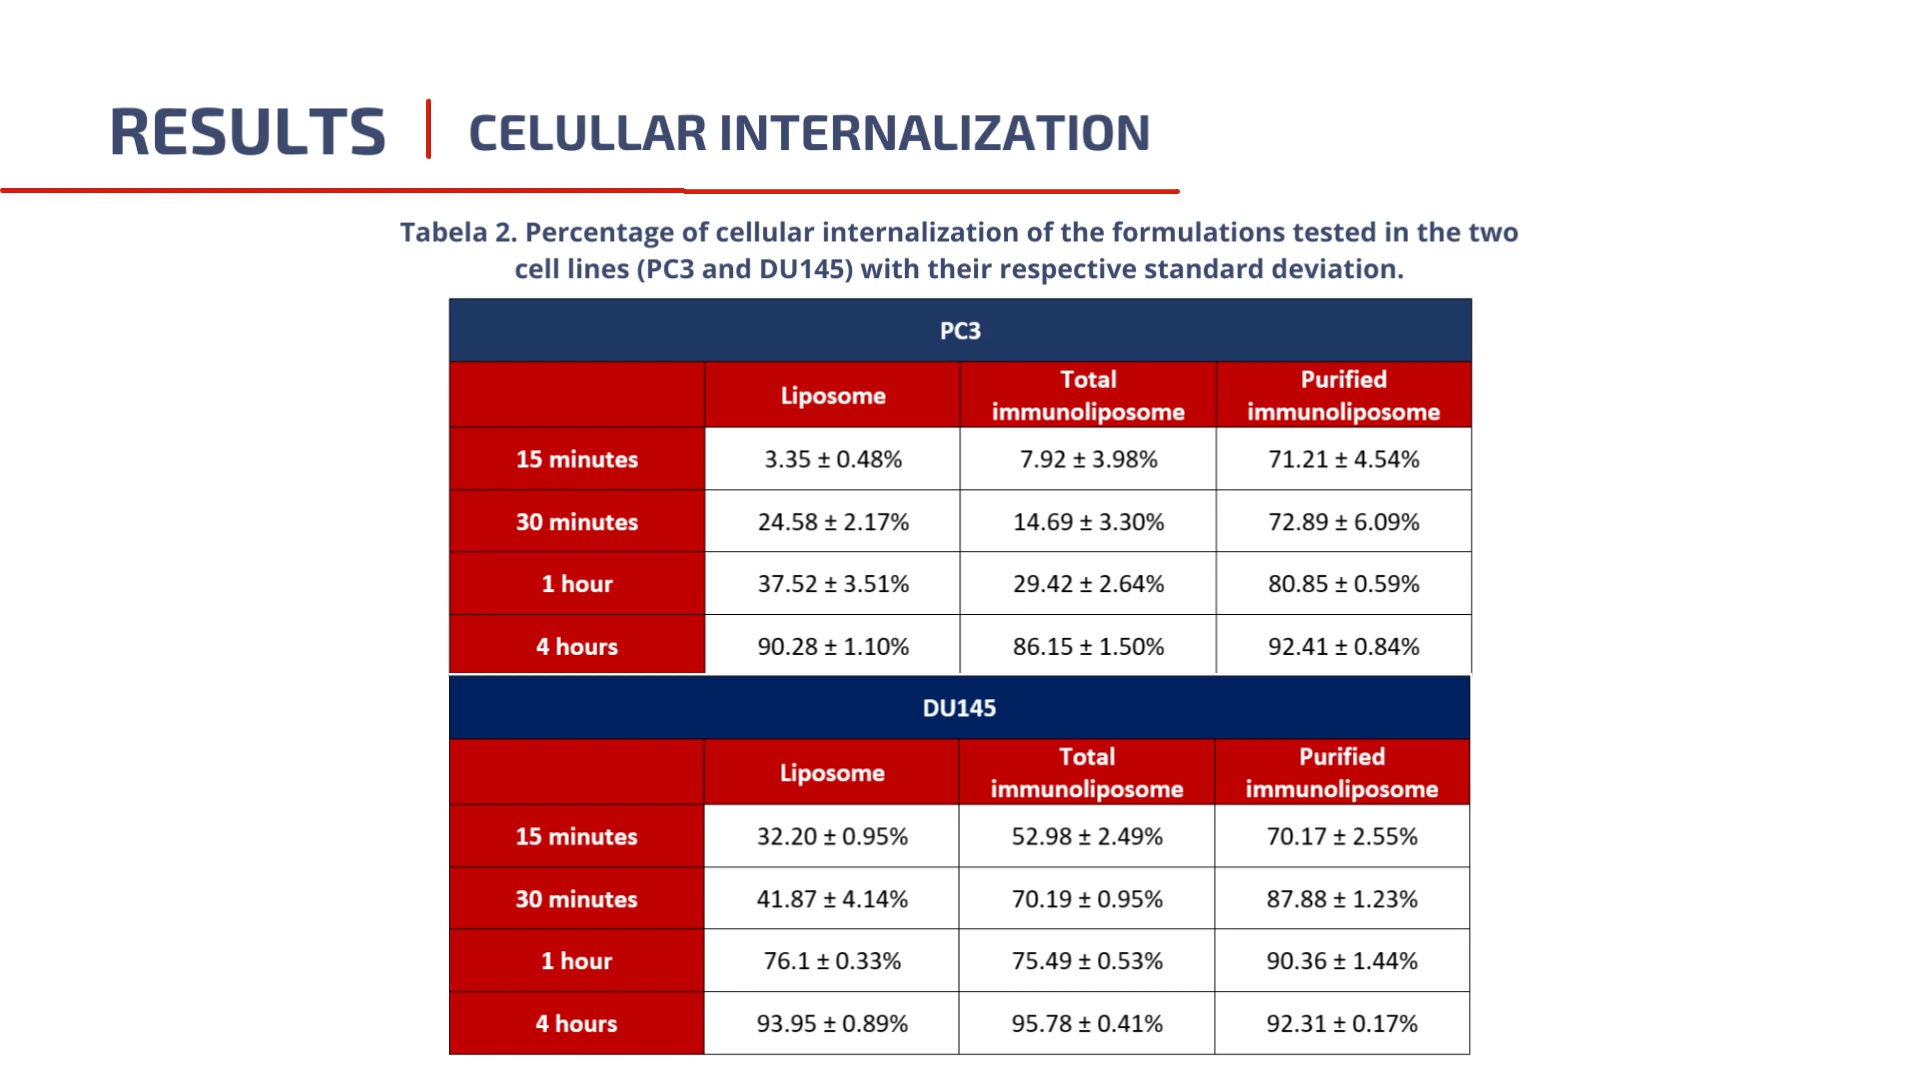 RESULTS | CELULLAR INTERNALIZATION
Tabela 2. Percentage of cellular internalization of the formulations tested in the two
cell lines (PC3 and DU145) with their respective standard deviation.
PC3
Liposome Total immunoliposome Purified immunoliposome
15 minutes 3.35 ± 0.48% 7.92 ± 3.98% 71.21 ± 4.54%
30 minutes 24.58 ± 2.17% 14.69 ± 3.30% 72.89 ± 6.09%
1 hour 37.52 ± 3.51% 29.42 ± 2.64% 80.85 ± 0.59%
4 hours 90.28 ± 1.10% 86.15 ± 1.50% 92.41 ± 0.84%
DU145
Liposome Total immunoliposome Purified immunoliposome
15 minutes 32.20 ± 0.95% 52.98 ± 2.49% 70.17 ± 2.55%
30 minutes 41.87 ± 4.14% 70.19 ± 0.95% 87.88 ± 1.23%
1 hour 76.1 ± 0.33% 75.49 ± 0.53% 90.36 ± 1.44%
4 hours 93.95 ± 0.89% 95.78 ± 0.41% 92.31 ± 0.17%